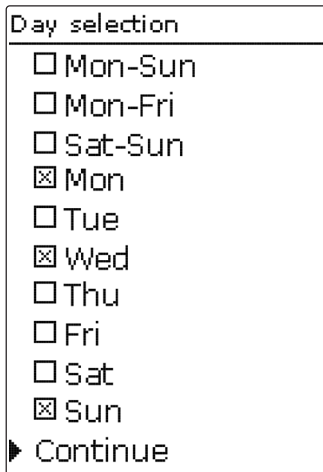 Day selection
Mon-Sun
Mon-Fri
Sat-Sun
Mon
Tue
Wed
Thu
Fri
Sat
Sun
Continue